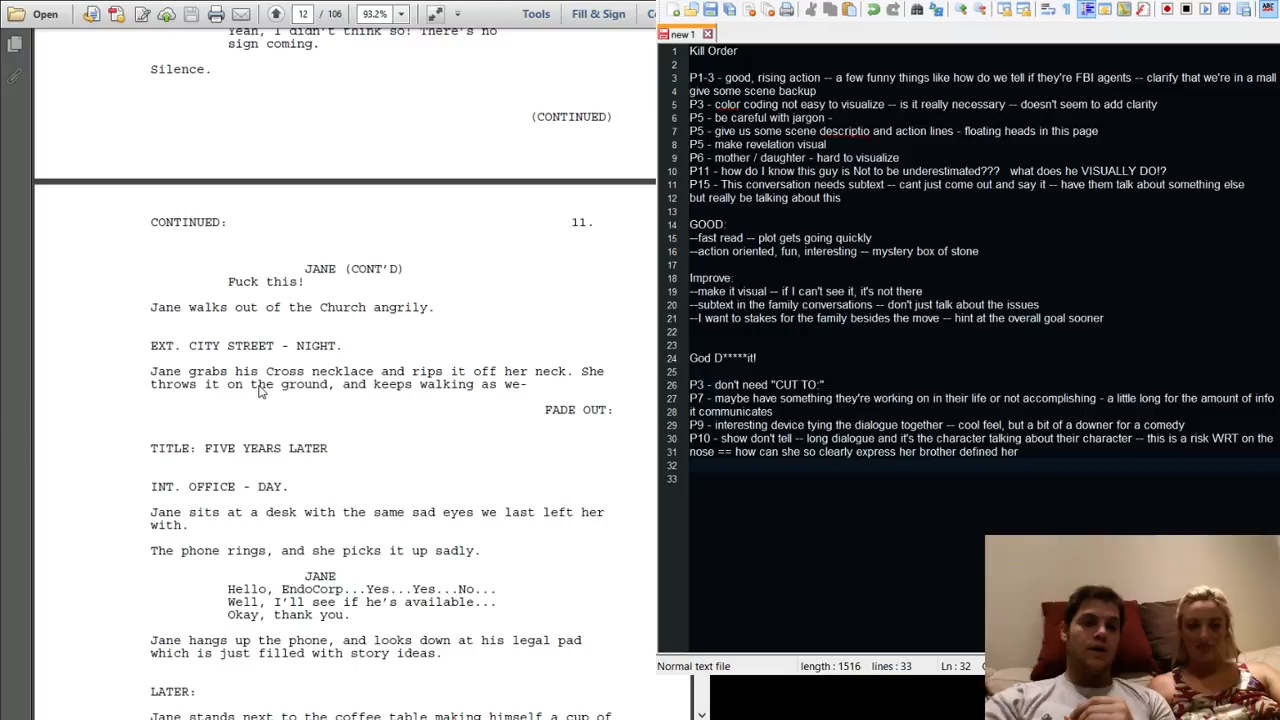 Open
12
/ 106
93.2%
Tools
Fill & Sign
Yeah, I didn't think so! There's no
sign coming.
Silence.
(CONTINUED)
CONTINUED:
11.
JANE (CONT'D)
Fuck this!
Jane walks out of the Church angrily.
EXT. CITY STREET - NIGHT.
Jane grabs his Cross necklace and rips it off her neck. She
throws it on the ground, and keeps walking as we-
FADE OUT:
TITLE: FIVE YEARS LATER
INT. OFFICE - DAY.
Jane sits at a desk with the same sad eyes we last left her
with.
The phone rings, and she picks it up sadly.
JANE
Hello, EndoCorp...Yes...Yes...No...
Well, I'll see if he's available...
Okay, thank you.
Jane hangs up the phone, and looks down at his legal pad
which is just filled with story ideas.
LATER:
Jane stands next to the coffee table making himself a cup of
new 1
1 Kill Order
2
3 P1-3 - good, rising action -- a few funny things like how do we tell if they're FBI agents -- clarify that we're in a mall
4 give some scene backup
5 P3 - color coding not easy to visualize -- is it really necessary -- doesn't seem to add clarity
6 P5 - be careful with jargon -
7 P5 - give us some scene descriptio and action lines - floating heads in this page
8 P5 - make revelation visual
9 P6 - mother / daughter - hard to visualize
10 P11 - how do I know this guy is Not to be underestimated??? what does he VISUALLY DO!?
11 P15 - This conversation needs subtext -- cant just come out and say it -- have them talk about something else
12 but really be talking about this
13
14 GOOD:
15 --fast read -- plot gets going quickly
16 --action oriented, fun, interesting -- mystery box of stone
17
18 Improve:
19 --make it visual -- if I can't see it, it's not there
20 --subtext in the family conversations -- don't just talk about the issues
21 --I want to stakes for the family besides the move -- hint at the overall goal sooner
22
23
24 God D*****it!
25
26 P3 - don't need "CUT TO:"
27 P7 - maybe have something they're working on in their life or not accomplishing - a little long for the amount of info
28 it communicates
29 P9 - interesting device tying the dialogue together -- cool feel, but a bit of a downer for a comedy
30 P10 - show don't tell -- long dialogue and it's the character talking about their character -- this is a risk WRT on the
31 nose == how can she so clearly express her brother defined her
32
33
Normal text file
length : 1516
lines : 33
Ln : 32